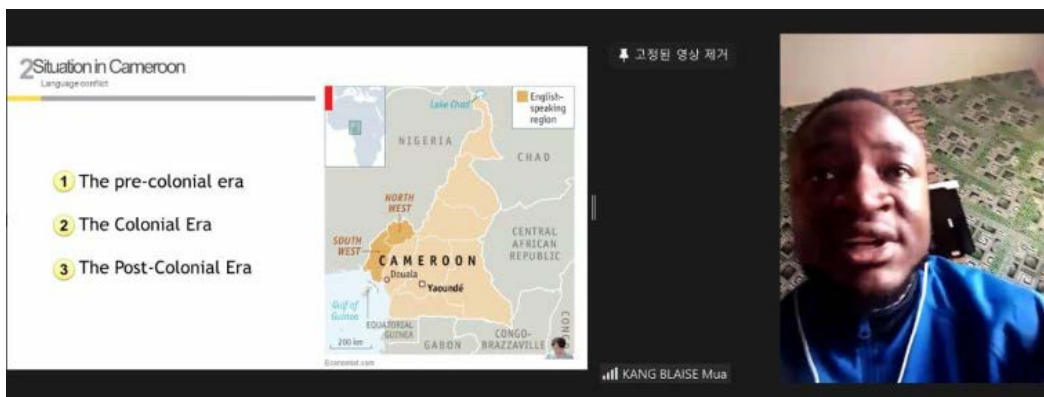 2Situation in Cameroon
Language conflict
1 The pre-colonial era
2 The Colonial Era
3 The Post-Colonial Era
Lake Chad
English-
speaking
region
NIGERIA
CHAD
NORTH
WEST
SOUTH
WEST
CENTRAL
AFRICAN
REPUBLIC
CAMEROON
Douala
Yaoundé
Gulf of
Guinea
EQUATORIAL
GUINEA
200 km
GABON
CONGO-
BRAZZAVILLE
CONGO
Economist.com
고정된 영상 제거
KANG BLAISE Mua